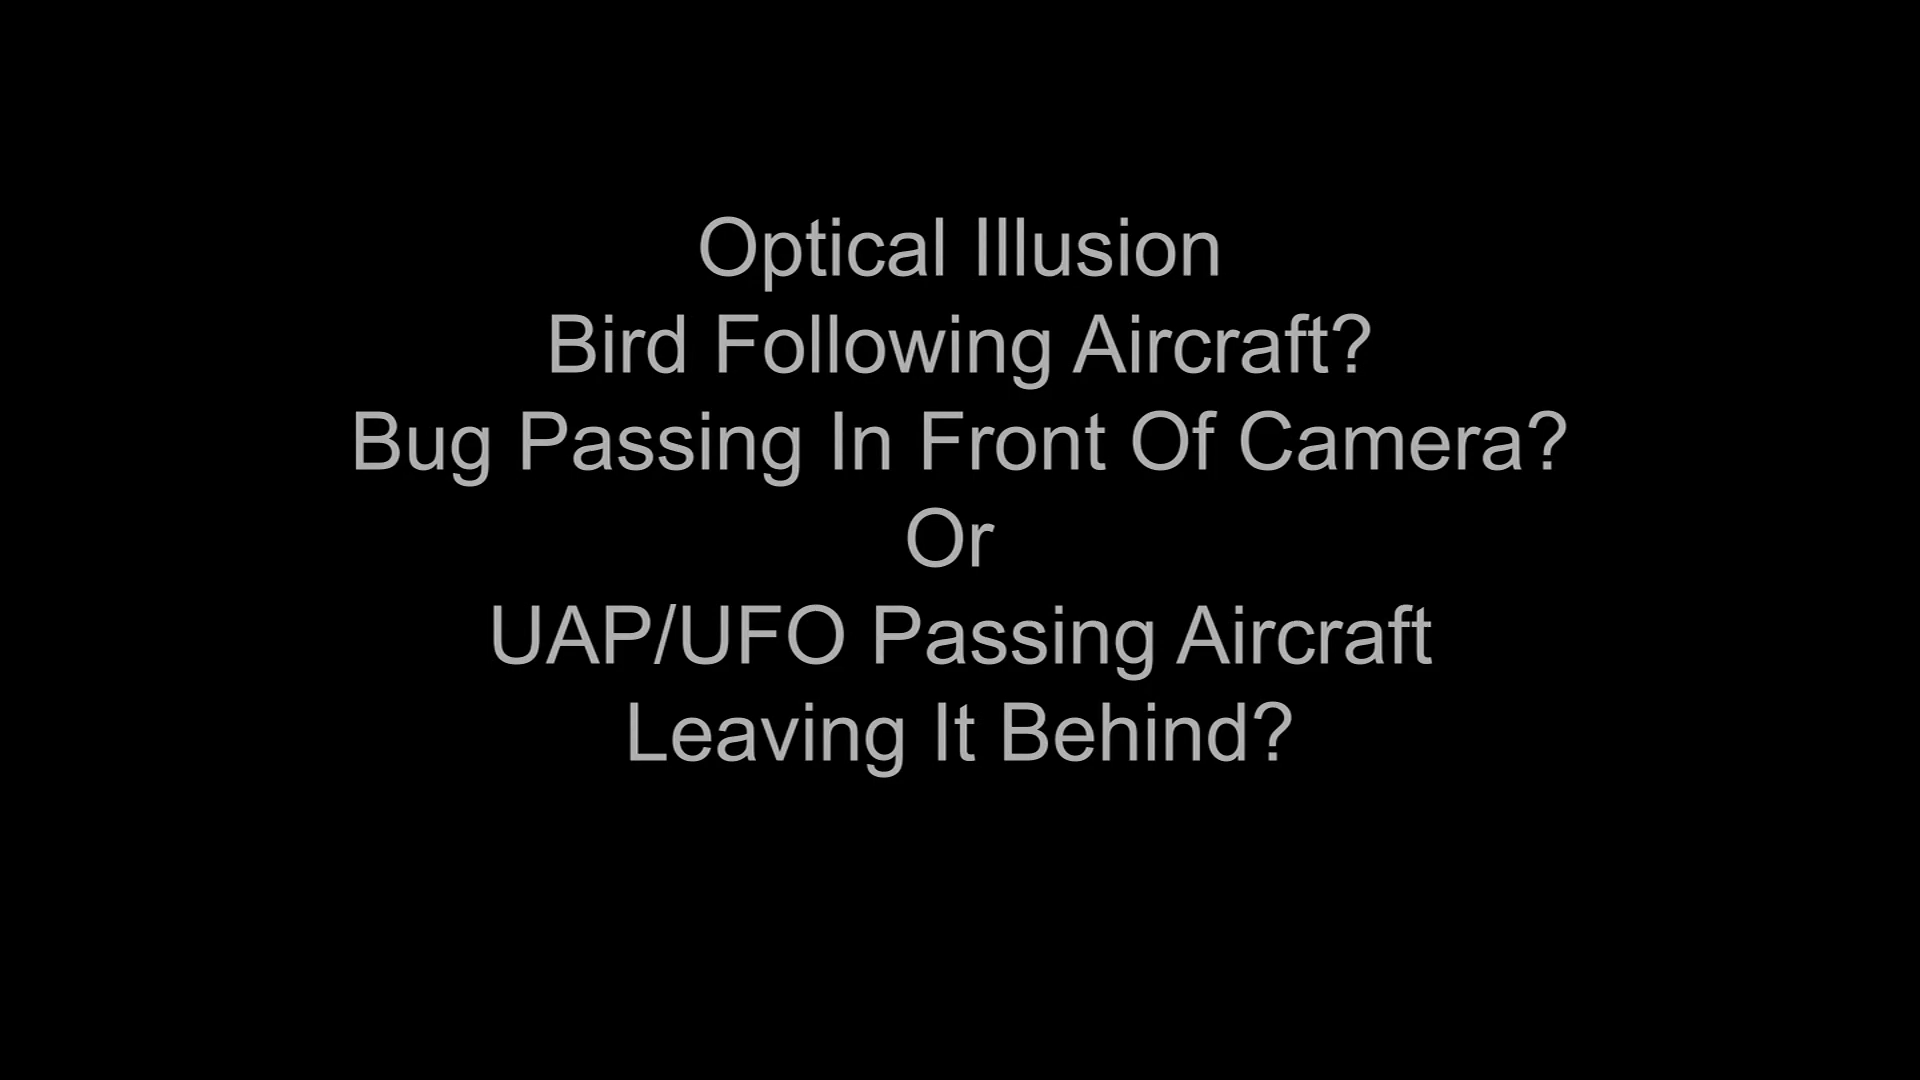 Optical Illusion
Bird Following Aircraft?
Bug Passing In Front Of Camera?
Or
UAP/UFO Passing Aircraft
Leaving It Behind?